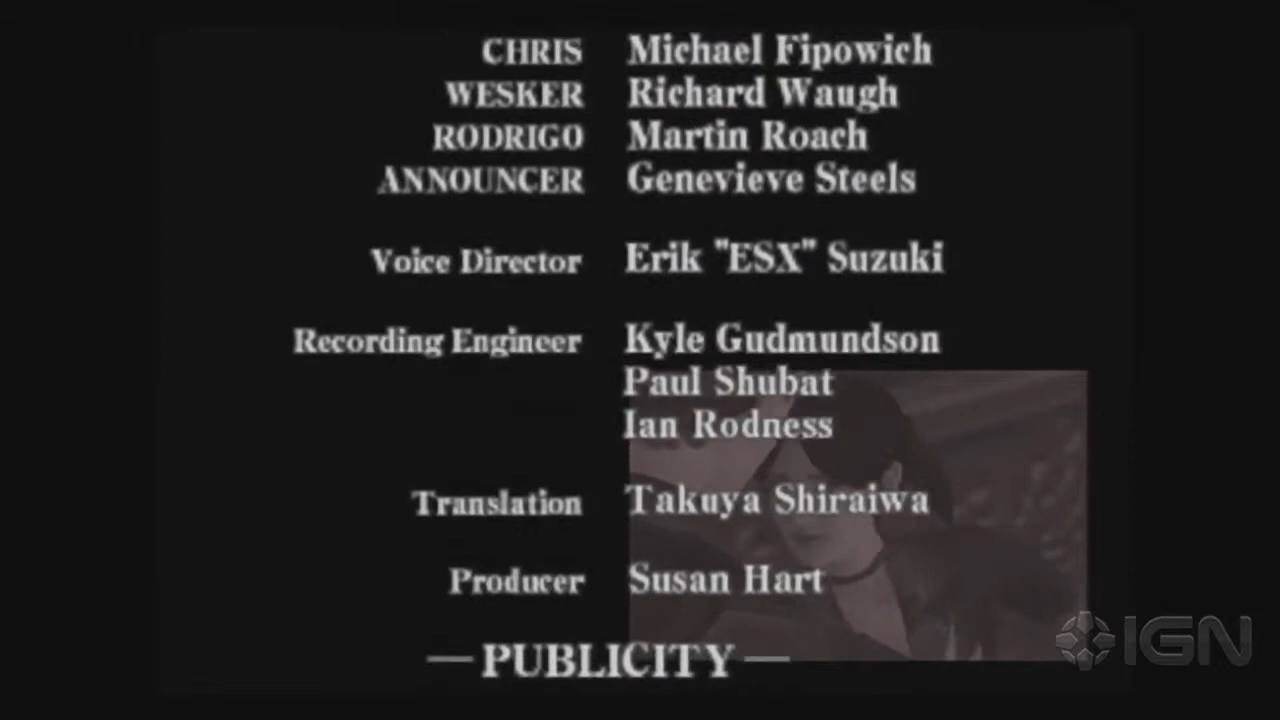 CHRIS Michael Fipowich
WESKER Richard Waugh
RODRIGO Martin Roach
ANNOUNCER Genevieve Steels
Voice Director Erik "ESX" Suzuki
Recording Engineer Kyle Gudmundson
Paul Shubat
Ian Rodness
Translation Takuya Shiraiwa
Producer Susan Hart
— PUBLICITY —
IGN